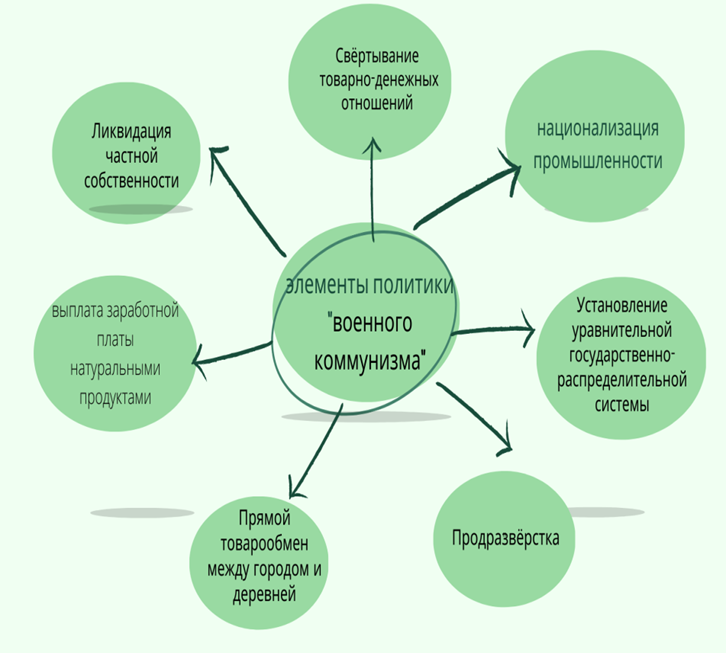 Свёртывание
товарно-денежных
отношений
Ликвидация
частной
собственности
национализация
промышленности
элементы политики
"военного
коммунизма"
выплата заработной
платы
натуральными
продуктами
Установление
уравнительной
государственно-
распределительной
системы
Прямой
товарообмен
между городом и
деревней
Продразвёрстка